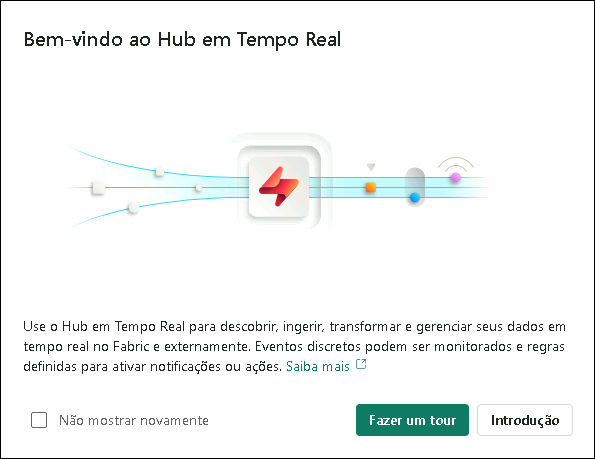 Bem-vindo ao Hub em Tempo Real
Use o Hub em Tempo Real para descobrir, ingerir, transformar e gerenciar seus dados em
tempo real no Fabric e externamente. Eventos discretos podem ser monitorados e regras
definidas para ativar notificações ou ações. Saiba mais
Não mostrar novamente
Fazer um tour
Introdução